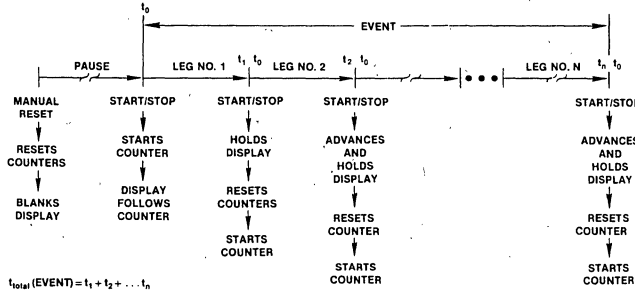 t₀
EVENT
PAUSE
LEG NO. 1
t₁ t₀
LEG NO. 2
t₂ t₀
LEG NO. N
tₙ t₀
MANUAL
RESET
RESETS
COUNTERS
BLANKS
DISPLAY
START/STOP
STARTS
COUNTER
DISPLAY
FOLLOWS
COUNTER
START/STOP
HOLDS
DISPLAY
RESETS
COUNTERS
STARTS
COUNTER
START/STOP
ADVANCES
AND
HOLDS
DISPLAY
RESETS
COUNTER
STARTS
COUNTER
START/STOP
ADVANCES
AND
HOLDS
DISPLAY
RESETS
COUNTER
STARTS
COUNTER
t_total (EVENT) = t₁ + t₂ + . . . tₙ